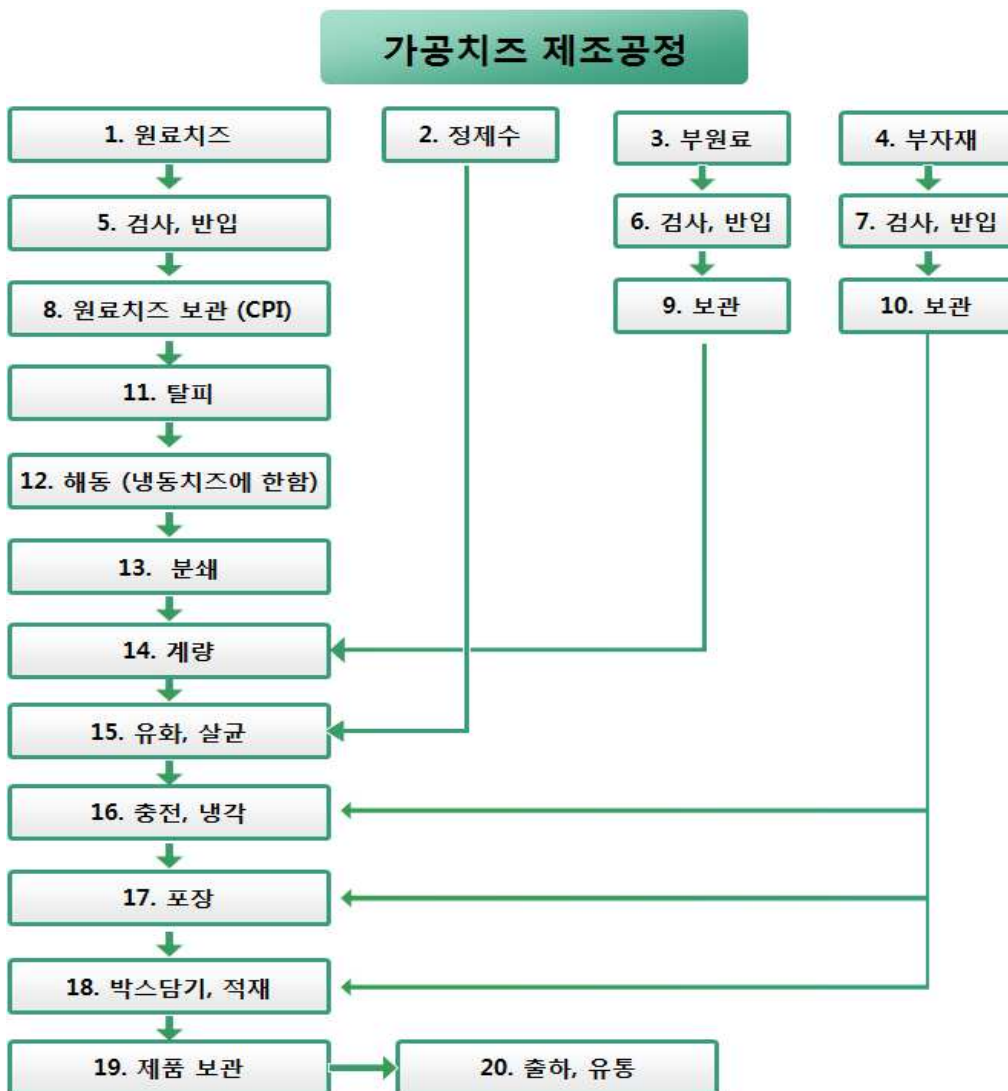 가공치즈 제조공정
1. 원료치즈
2. 정제수
3. 부원료
4. 부자재
5. 검사, 반입
6. 검사, 반입
7. 검사, 반입
8. 원료치즈 보관 (CPI)
9. 보관
10. 보관
11. 탈피
12. 해동 (냉동치즈에 한함)
13. 분쇄
14. 계량
15. 유화, 살균
16. 충전, 냉각
17. 포장
18. 박스담기, 적재
19. 제품 보관
20. 출하, 유통